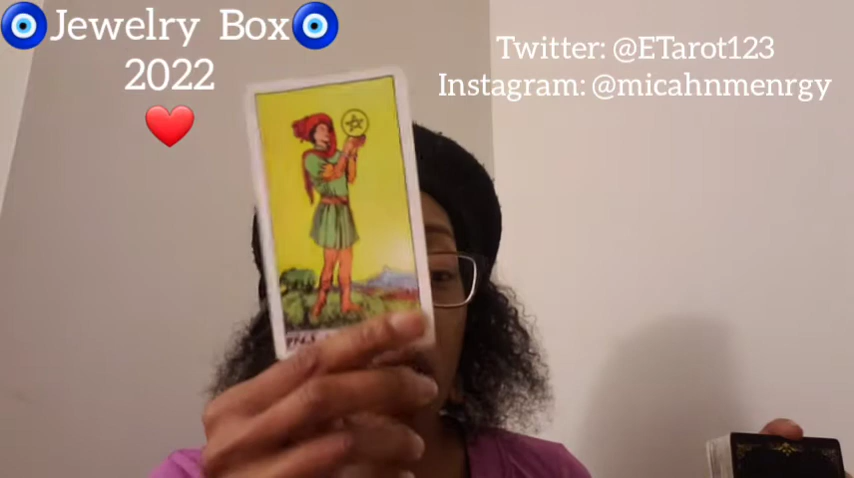 🧿Jewelry Box🧿
2022
❤️
Twitter: @ETarot123
Instagram: @micahnmenrgy